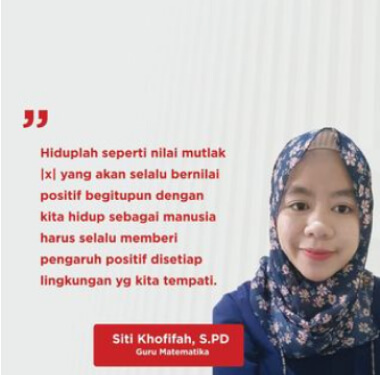 ”
Hiduplah seperti nilai mutlak
|x| yang akan selalu bernilai
positif begitupun dengan
kita hidup sebagai manusia
harus selalu memberi
pengaruh positif disetiap
lingkungan yg kita tempati.
Siti Khofifah, S.PD
Guru Matematika